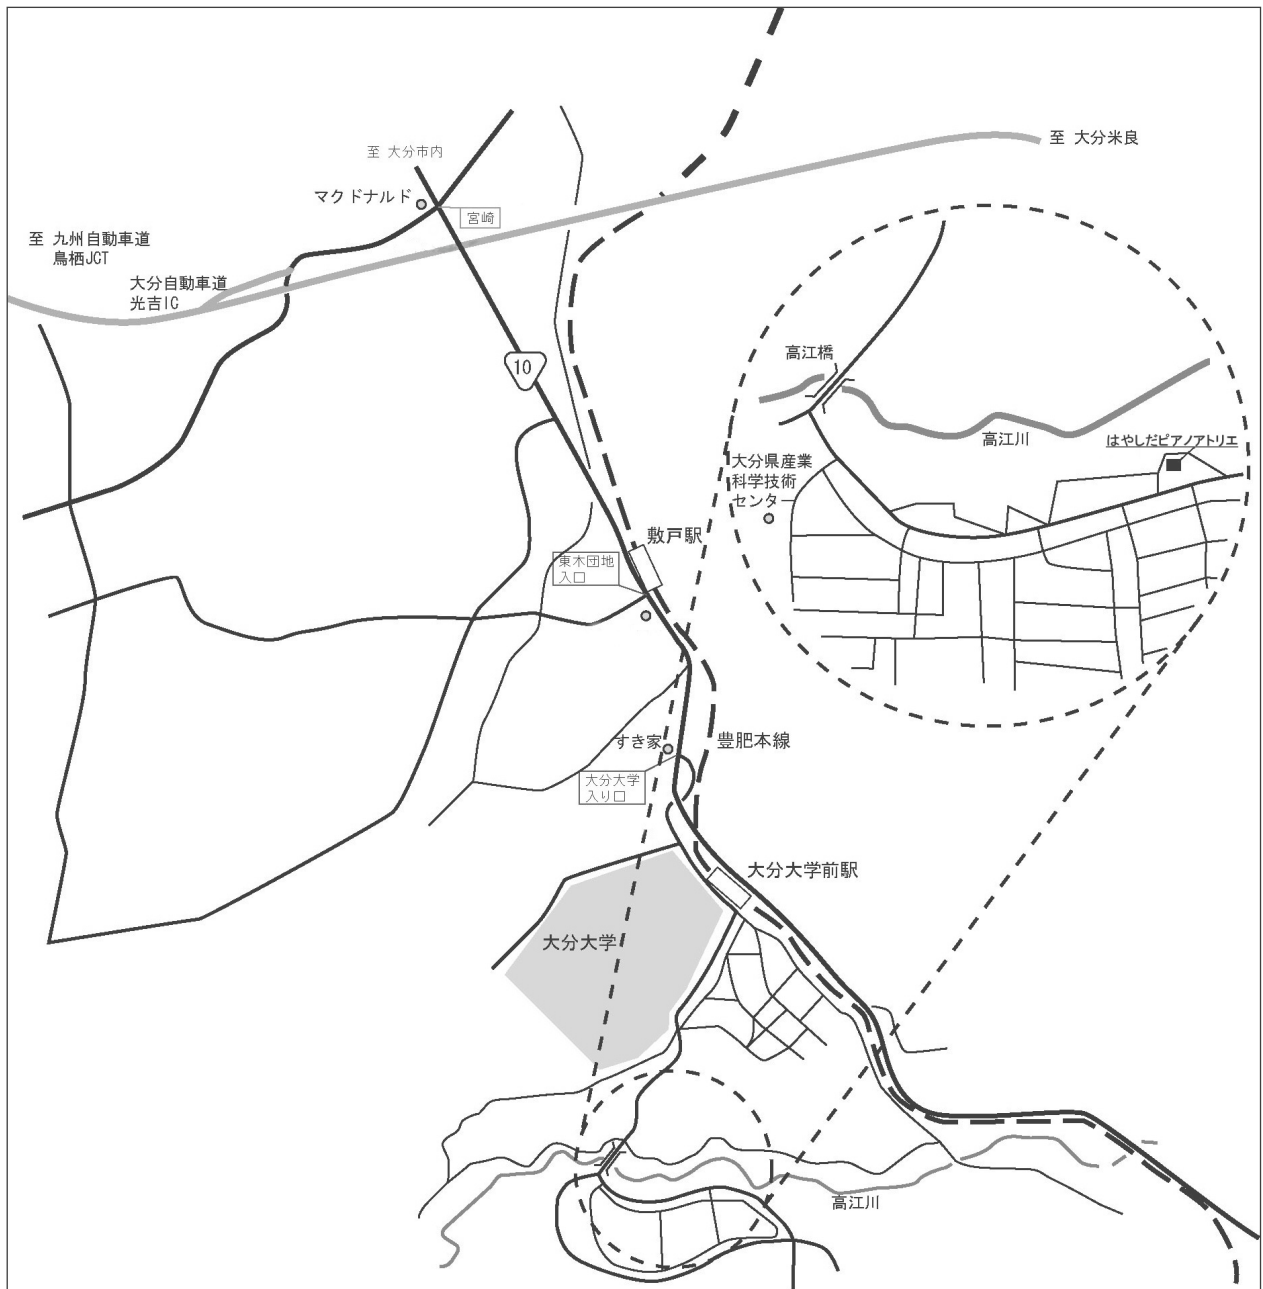 至 大分米良
至 大分市内
マクドナルド
宮崎
至 九州自動車道
鳥栖JCT
大分自動車道
光吉IC
10
高江橋
高江川
はやしだピアノアトリエ
大分県産業
科学技術
センター
敷戸駅
東木団地
入口
すき家
豊肥本線
大分大学
入り口
大分大学前駅
大分大学
高江川